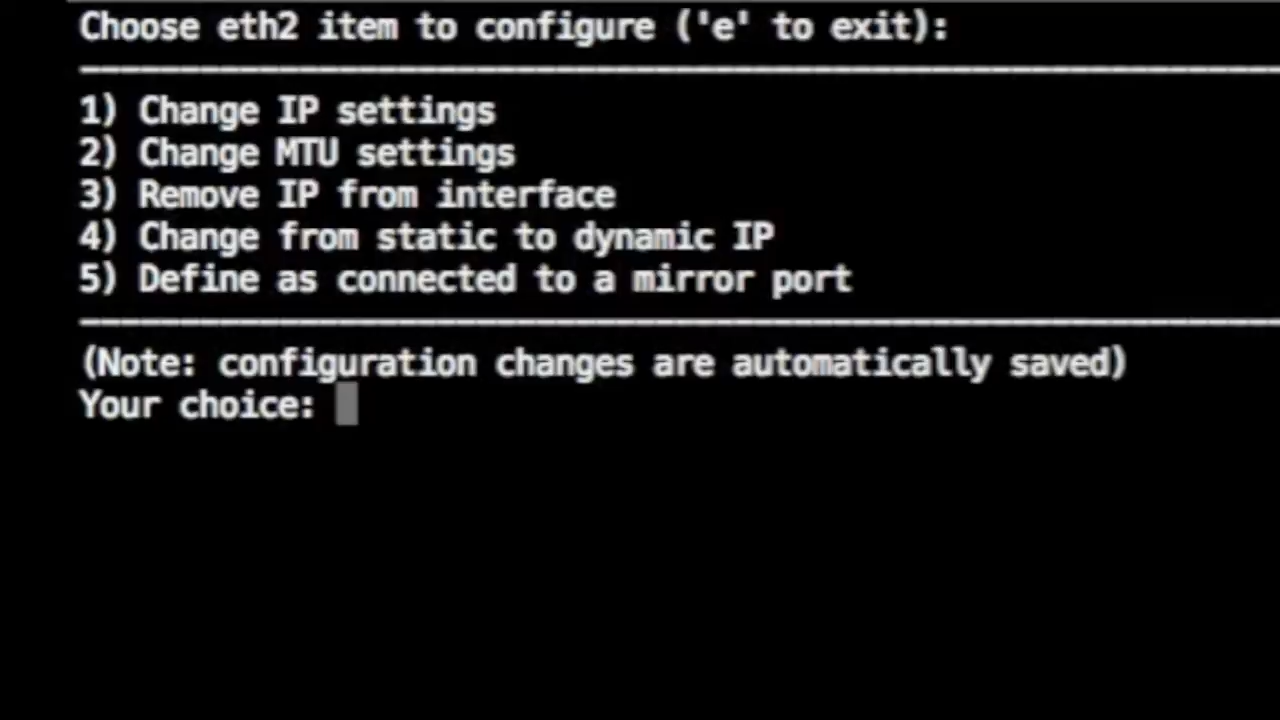 Choose eth2 item to configure ('e' to exit):
1) Change IP settings
2) Change MTU settings
3) Remove IP from interface
4) Change from static to dynamic IP
5) Define as connected to a mirror port
(Note: configuration changes are automatically saved)
Your choice: